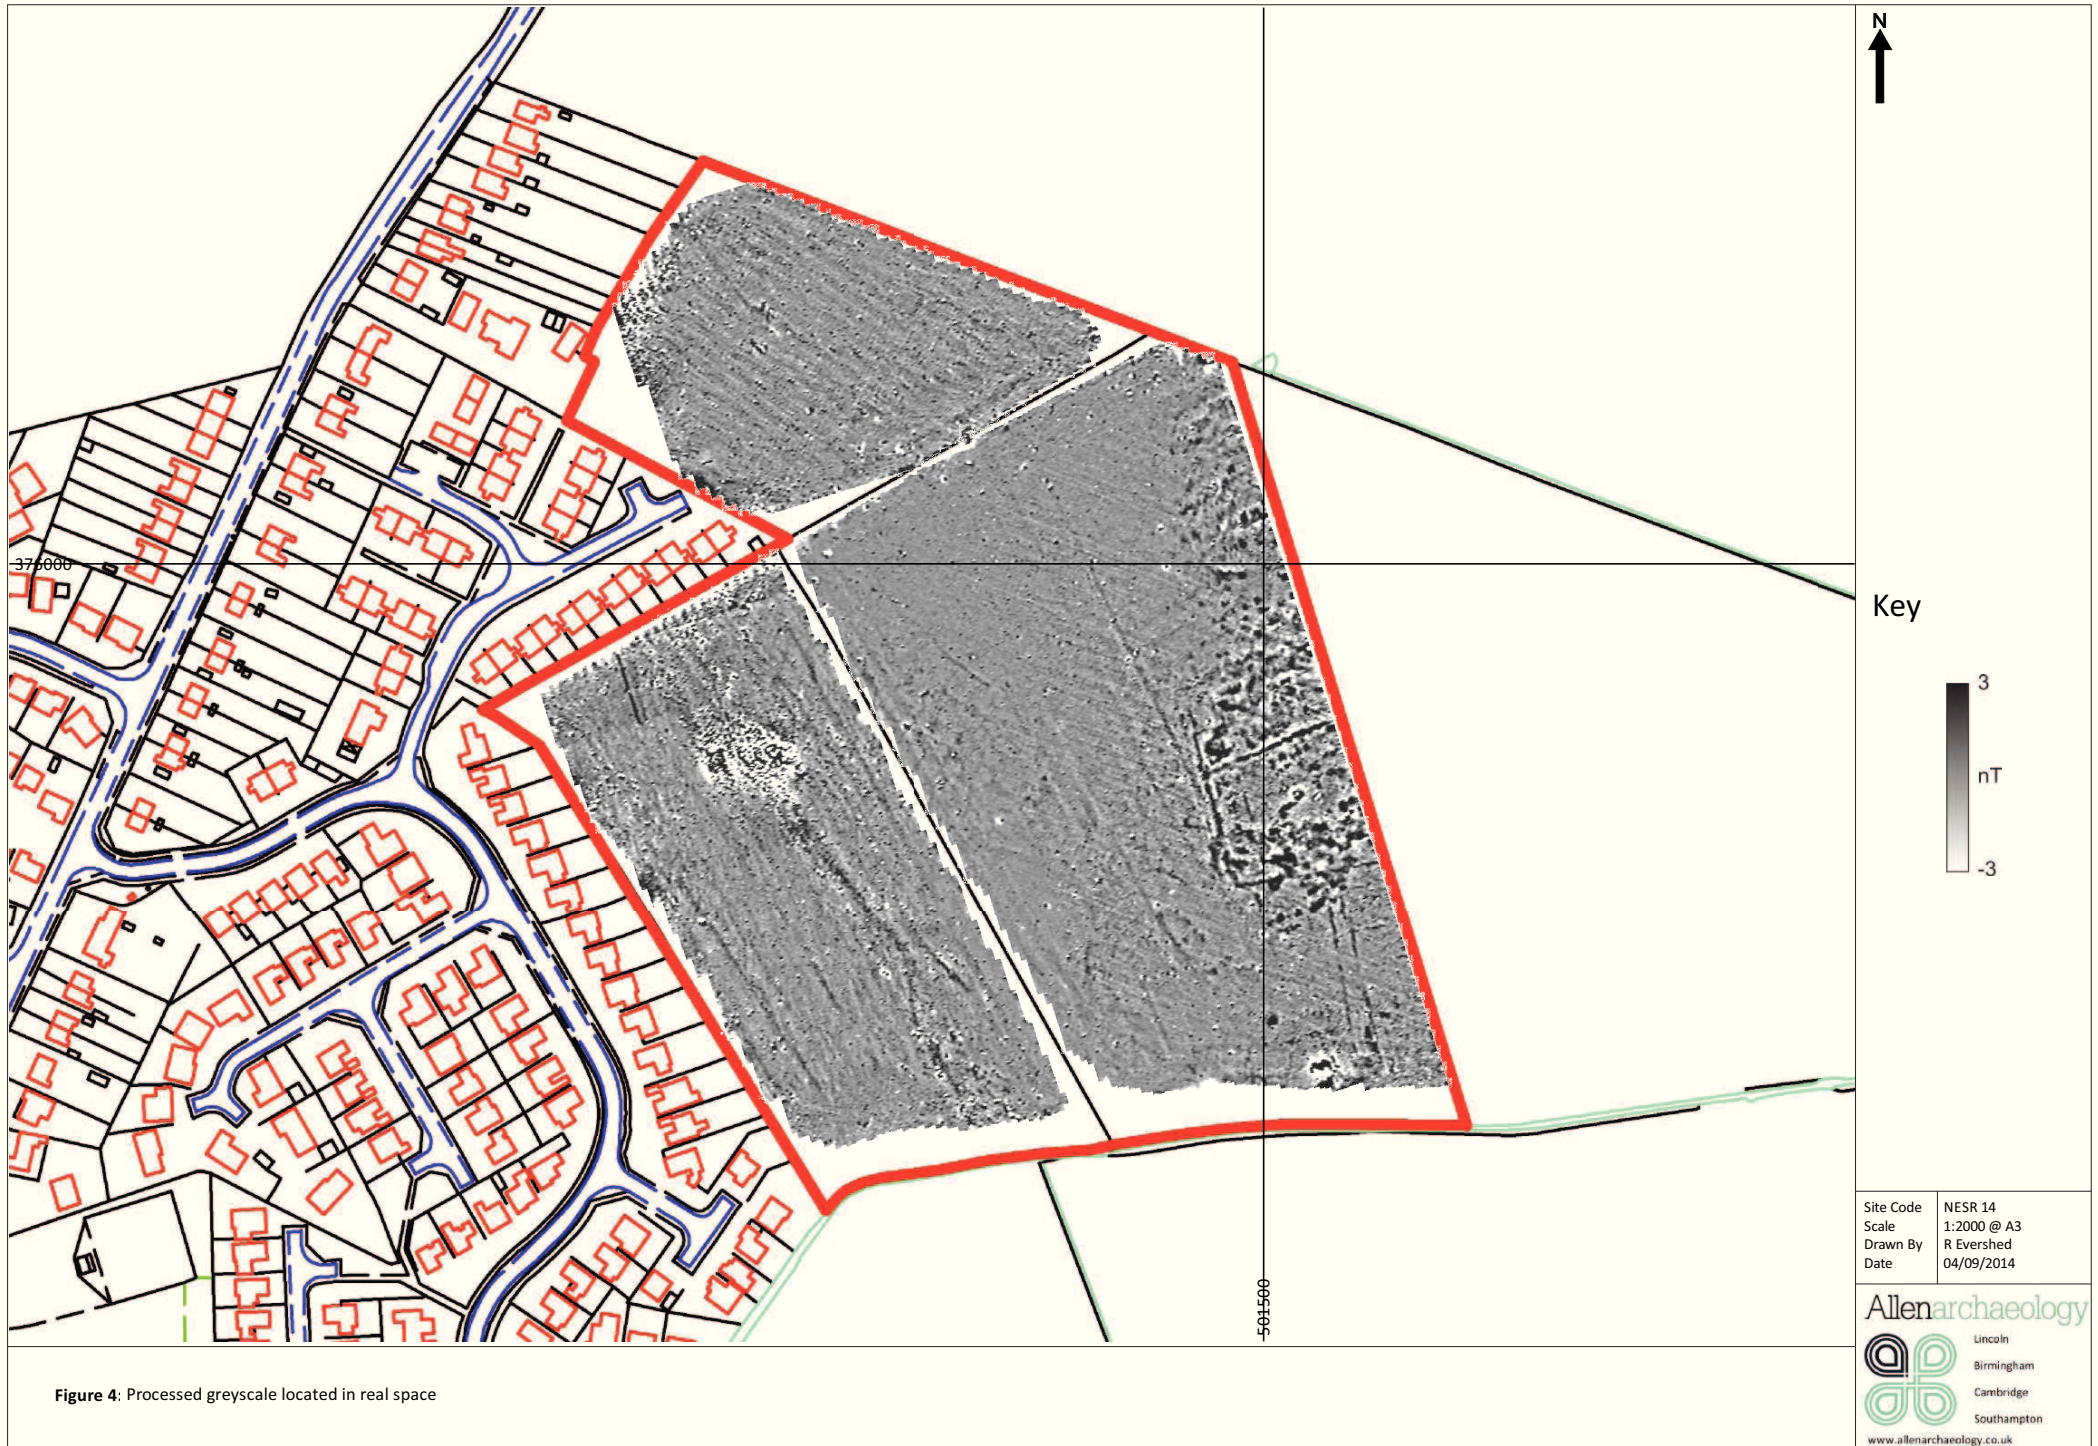 N
376000
Key
3
nT
-3
501500
Site Code NESR 14
Scale 1:2000 @ A3
Drawn By R Evershed
Date 04/09/2014
Allenarchaeology
Lincoln
Birmingham
Cambridge
Southampton
www.allenarchaeology.co.uk
Figure 4: Processed greyscale located in real space